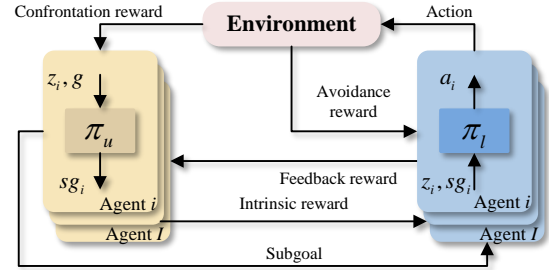 Confrontation reward
Environment
Action
z_i, g
π_u
sg_i
Agent i
Agent I
Avoidance
reward
a_i
π_l
z_i, sg_i
Agent i
Agent I
Feedback reward
Intrinsic reward
Subgoal